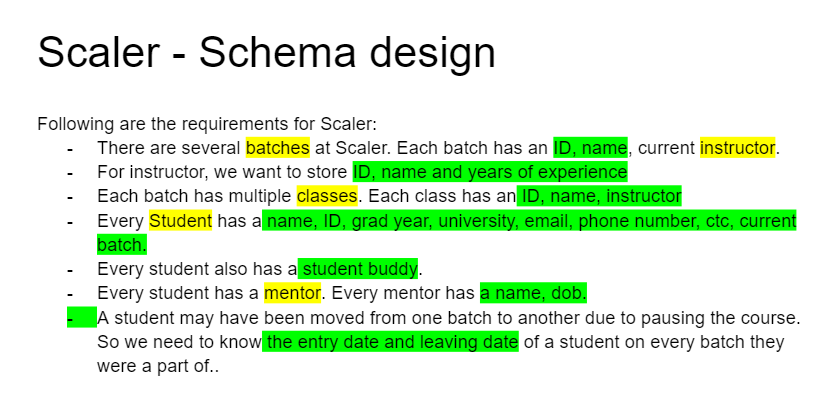 Scaler - Schema design
Following are the requirements for Scaler:
- There are several batches at Scaler. Each batch has an ID, name, current instructor.
- For instructor, we want to store ID, name and years of experience
- Each batch has multiple classes. Each class has an ID, name, instructor
- Every Student has a name, ID, grad year, university, email, phone number, ctc, current
batch.
- Every student also has a student buddy.
- Every student has a mentor. Every mentor has a name, dob.
- A student may have been moved from one batch to another due to pausing the course.
So we need to know the entry date and leaving date of a student on every batch they
were a part of..